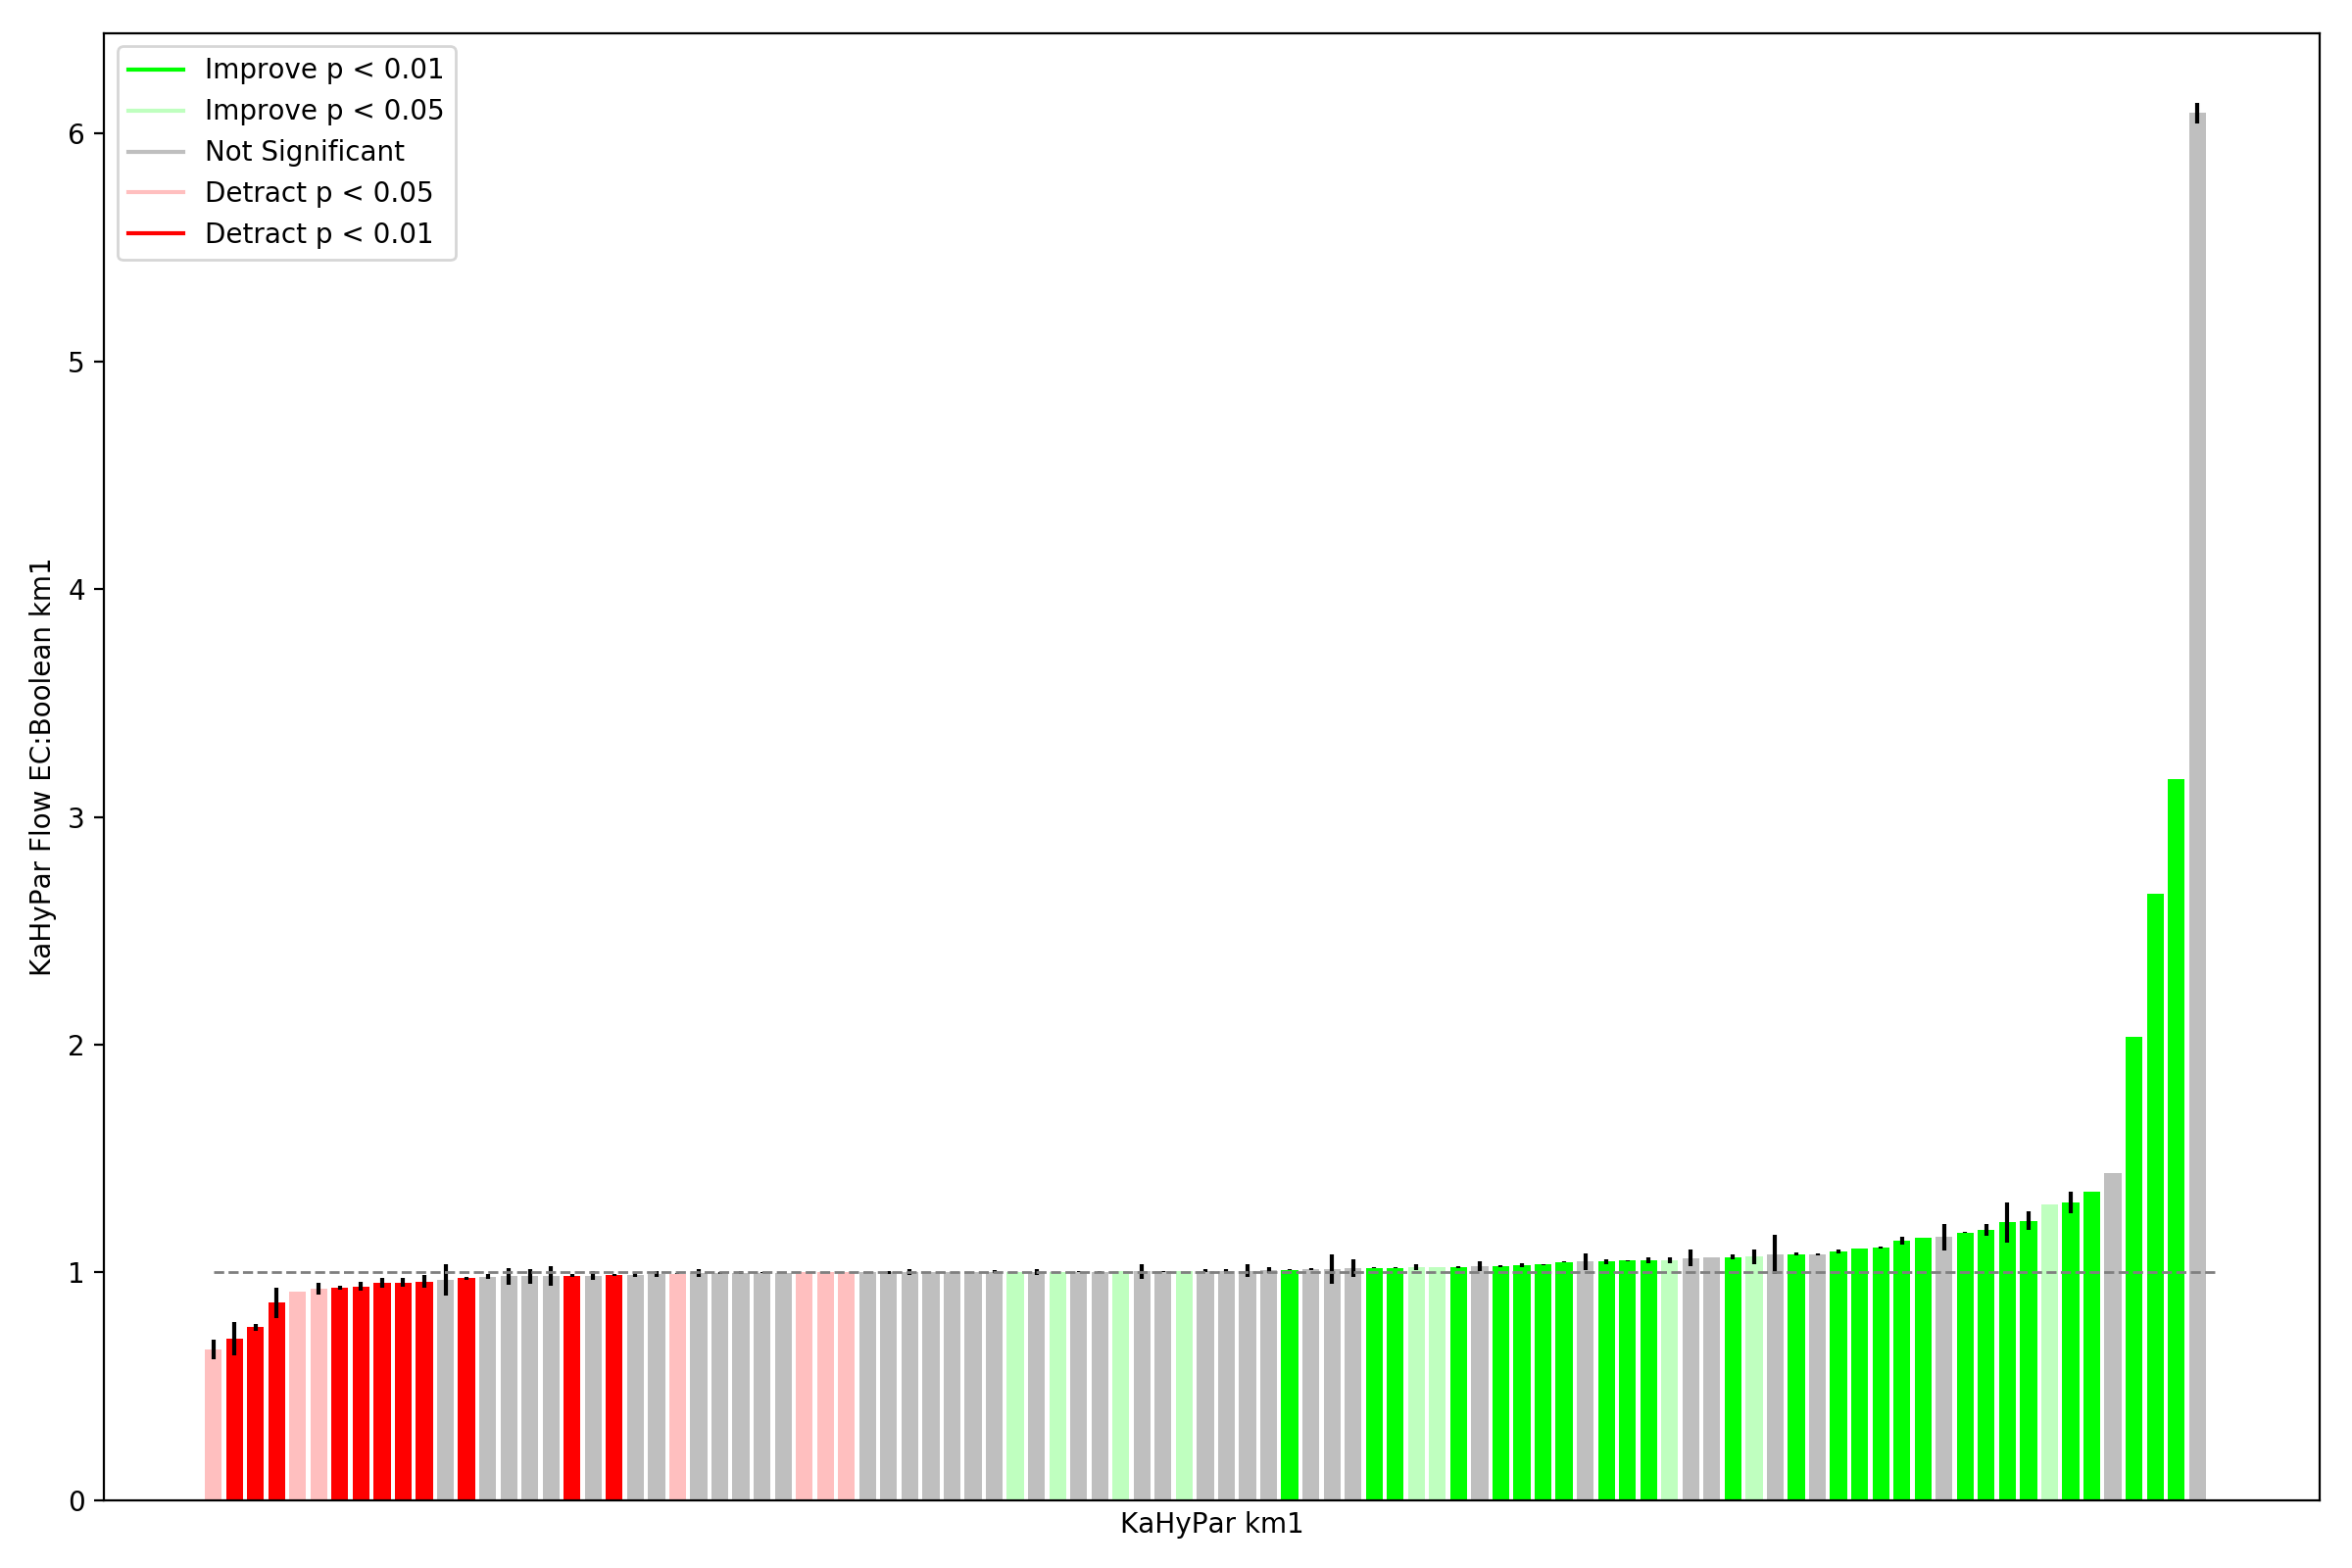 Improve p < 0.01
Improve p < 0.05
Not Significant
Detract p < 0.05
Detract p < 0.01
6
5
4
3
2
1
0
KaHyPar Flow EC:Boolean km1
KaHyPar km1